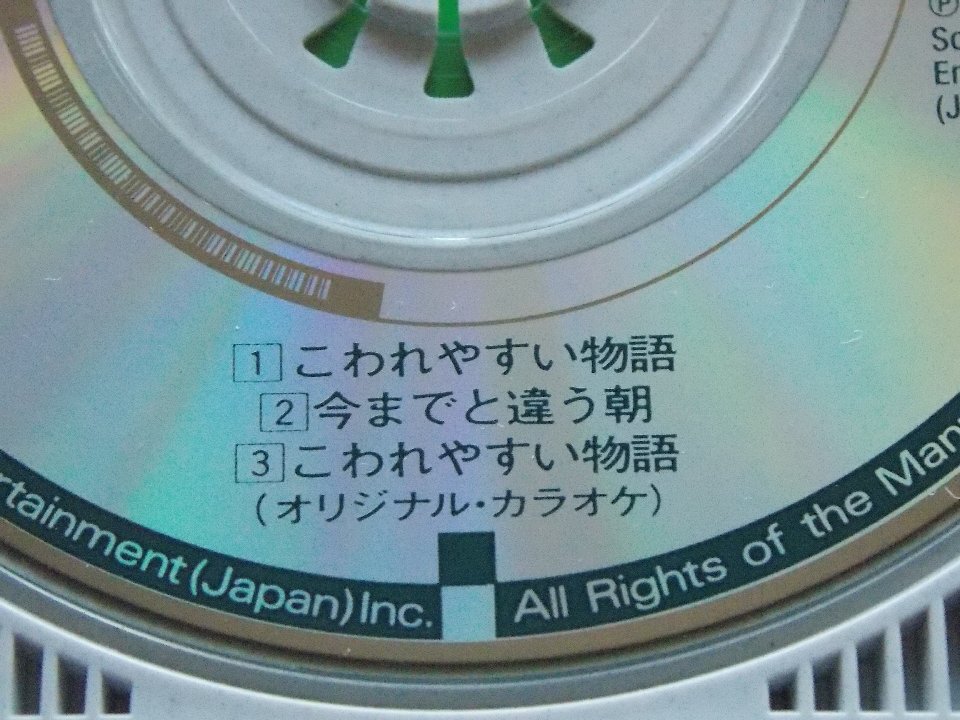 ℗
(J
1 こわれやすい物語
2 今までと違う朝
3 こわれやすい物語
(オリジナル・カラオケ)
rtainment(Japan)Inc.
All Rights of the Man